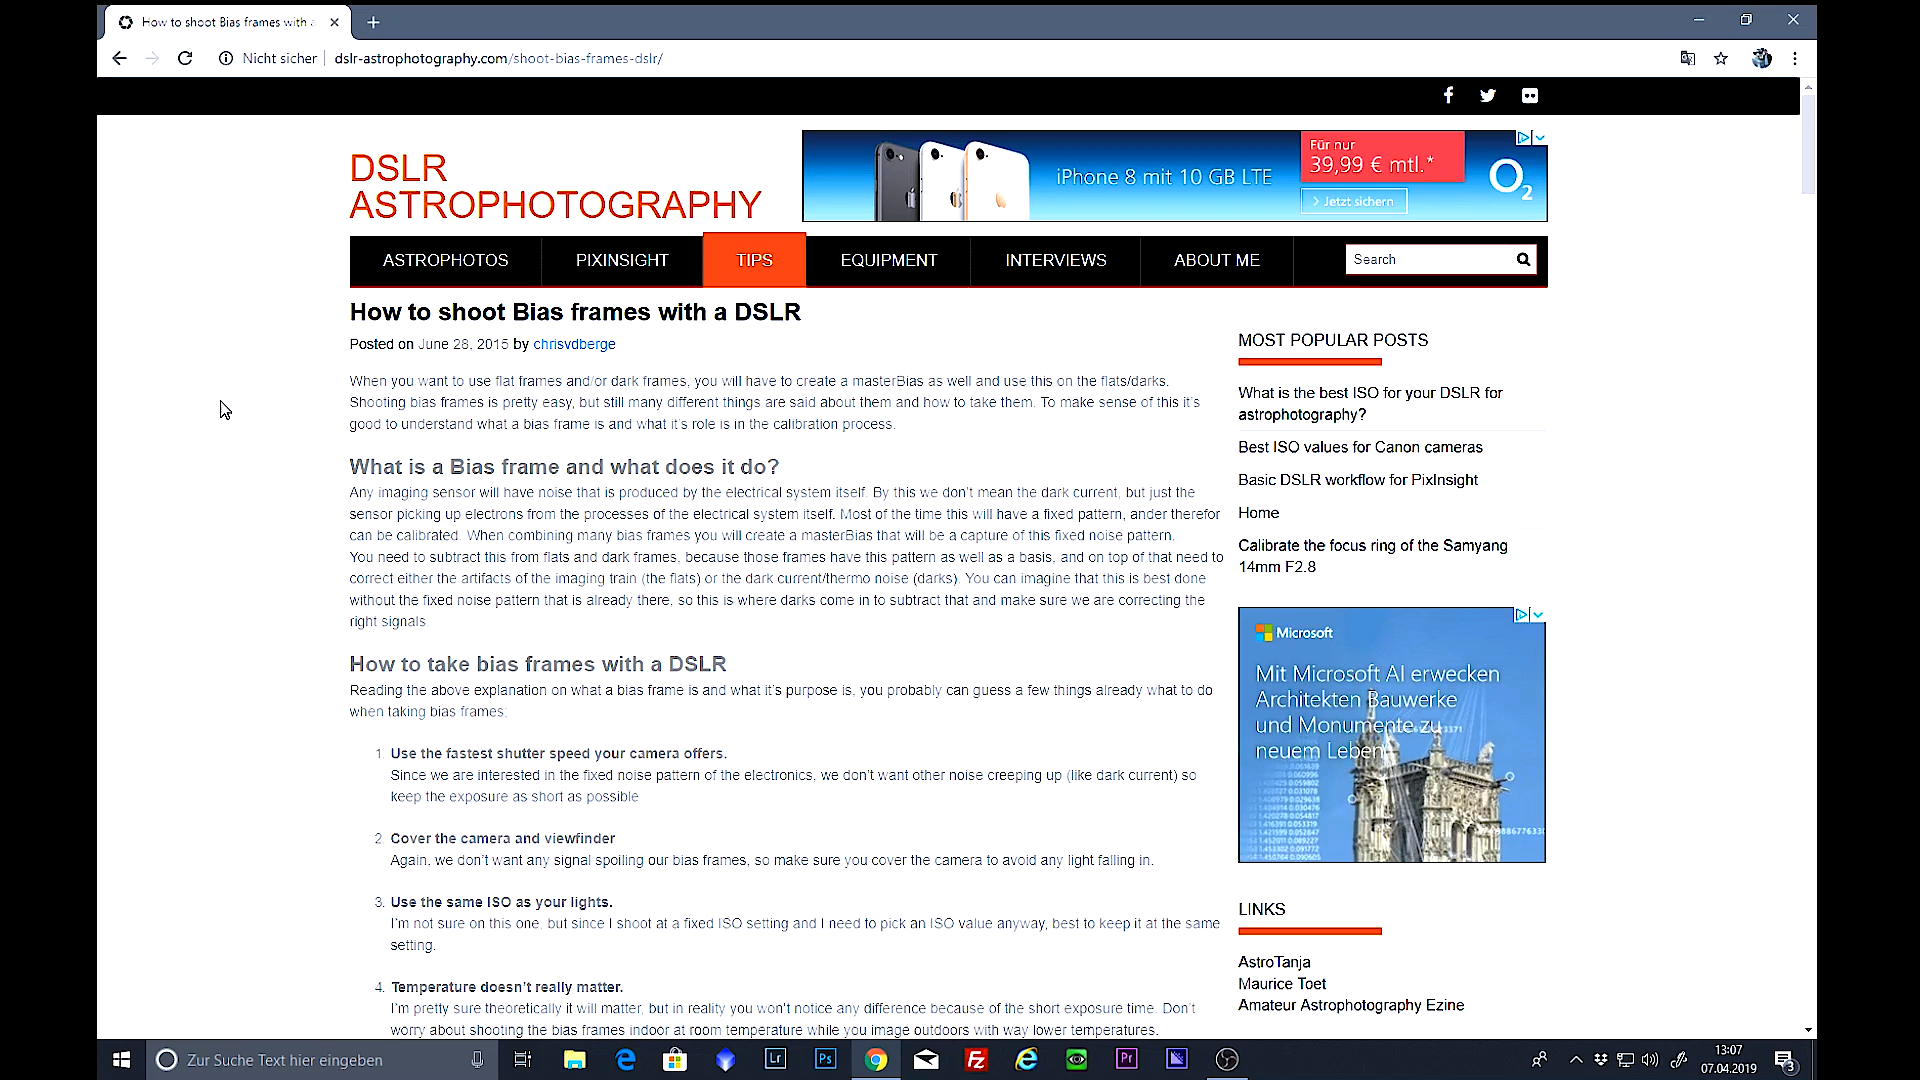 How to shoot Bias frames with a
Nicht sicher
dslr-astrophotography.com/shoot-bias-frames-dslr/
DSLR
ASTROPHOTOGRAPHY
iPhone 8 mit 10 GB LTE
Für nur
39,99 € mtl.*
Jetzt sichern
O2
ASTROPHOTOS
PIXINSIGHT
TIPS
EQUIPMENT
INTERVIEWS
ABOUT ME
Search
How to shoot Bias frames with a DSLR
Posted on June 28, 2015 by chrisvdberge
When you want to use flat frames and/or dark frames, you will have to create a masterBias as well and use this on the flats/darks.
Shooting bias frames is pretty easy, but still many different things are said about them and how to take them. To make sense of this it's
good to understand what a bias frame is and what it's role is in the calibration process.
What is a Bias frame and what does it do?
Any imaging sensor will have noise that is produced by the electrical system itself. By this we don't mean the dark current, but just the
sensor picking up electrons from the processes of the electrical system itself. Most of the time this will have a fixed pattern, ander therefor
can be calibrated. When combining many bias frames you will create a masterBias that will be a capture of this fixed noise pattern.
You need to subtract this from flats and dark frames, because those frames have this pattern as well as a basis, and on top of that need to
correct either the artifacts of the imaging train (the flats) or the dark current/thermo noise (darks). You can imagine that this is best done
without the fixed noise pattern that is already there, so this is where darks come in to subtract that and make sure we are correcting the
right signals.
How to take bias frames with a DSLR
Reading the above explanation on what a bias frame is and what it's purpose is, you probably can guess a few things already what to do
when taking bias frames;
1. Use the fastest shutter speed your camera offers.
Since we are interested in the fixed noise pattern of the electronics, we don't want other noise creeping up (like dark current) so
keep the exposure as short as possible
2. Cover the camera and viewfinder
Again, we don't want any signal spoiling our bias frames, so make sure you cover the camera to avoid any light falling in.
3. Use the same ISO as your lights.
I'm not sure on this one, but since I shoot at a fixed ISO setting and I need to pick an ISO value anyway, best to keep it at the same
setting.
4. Temperature doesn't really matter.
I'm pretty sure theoretically it will matter, but in reality you won't notice any difference because of the short exposure time. Don't
worry about shooting the bias frames indoor at room temperature while you image outdoors with way lower temperatures.
MOST POPULAR POSTS
What is the best ISO for your DSLR for
astrophotography?
Best ISO values for Canon cameras
Basic DSLR workflow for PixInsight
Home
Calibrate the focus ring of the Samyang
14mm F2.8
Microsoft
Mit Microsoft AI erwecken
Architekten Bauwerke
und Monumente zu
neuem Leben
LINKS
AstroTanja
Maurice Toet
Amateur Astrophotography Ezine
Zur Suche Text hier eingeben
Lr
Ps
Pr
13:07
07.04.2019
3